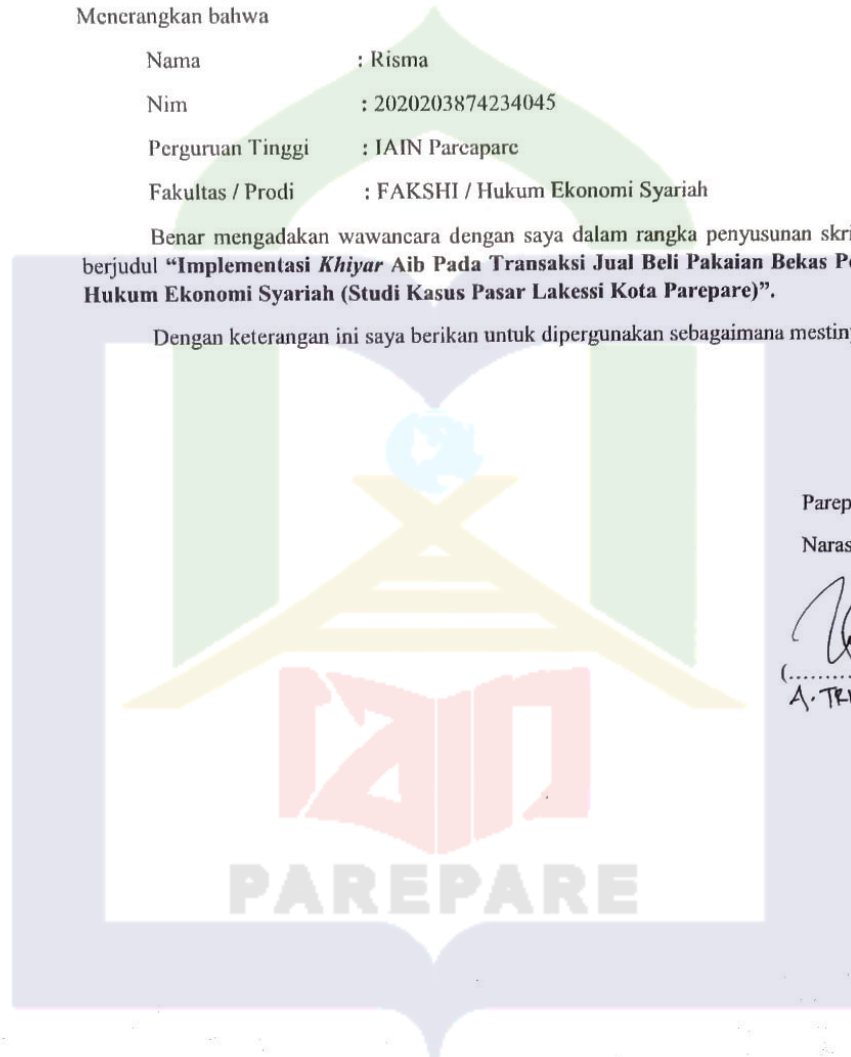 Menerangkan bahwa
Nama : Risma
Nim : 2020203874234045
Perguruan Tinggi : IAIN Pareapare
Fakultas / Prodi : FAKSHI / Hukum Ekonomi Syariah
Benar mengadakan wawancara dengan saya dalam rangka penyusunan skri
berjudul “Implementasi Khiyar Aib Pada Transaksi Jual Beli Pakaian Bekas Pe
Hukum Ekonomi Syariah (Studi Kasus Pasar Lakessi Kota Parepare)”.
Dengan keterangan ini saya berikan untuk dipergunakan sebagaimana mestin
Parep
Naras
(.........
A. TR
iain
PAREPARE